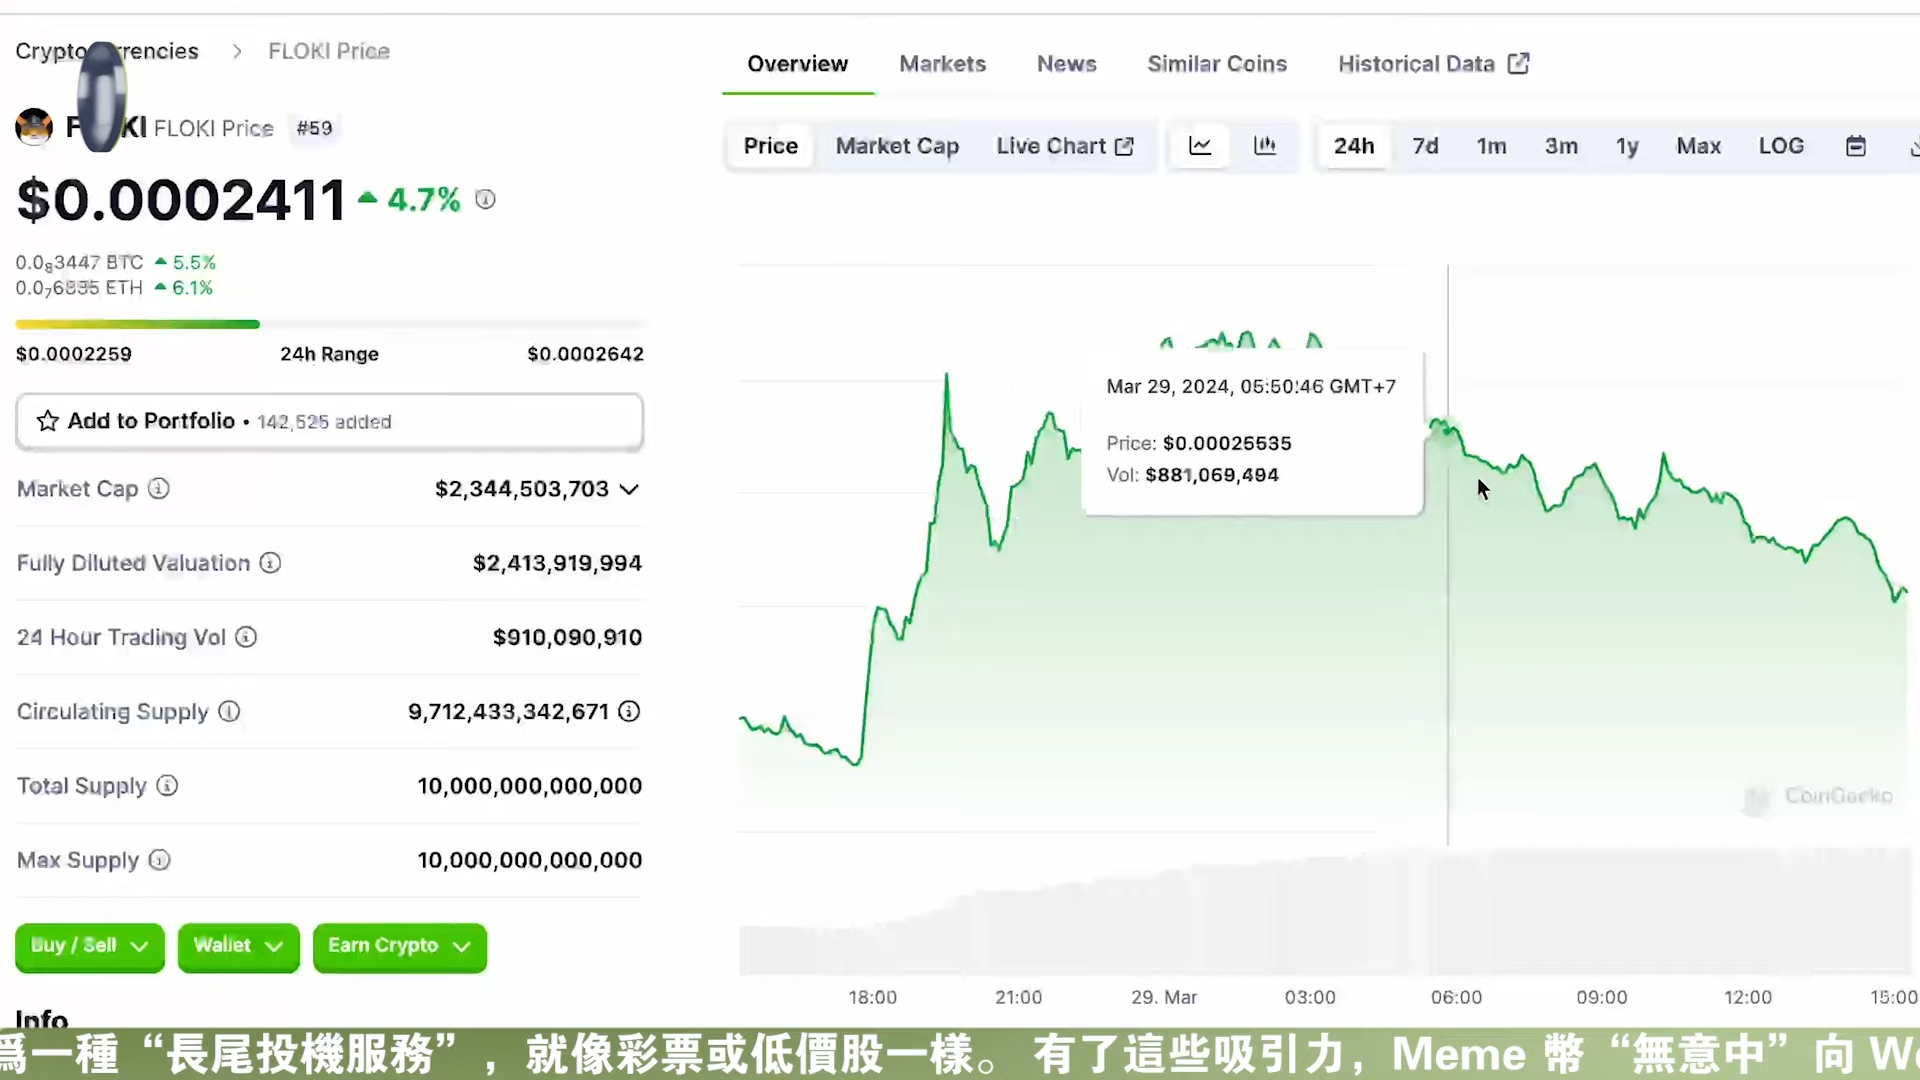 Cryptocurrencies > FLOKI Price
FLOKI FLOKI Price #59
$0.0002411 4.7%
0.0₈3447 BTC 5.5%
0.0₇6835 ETH 6.1%
$0.0002259 24h Range $0.0002642
Add to Portfolio • 142,525 added
Market Cap $2,344,503,703
Fully Diluted Valuation $2,413,919,994
24 Hour Trading Vol $910,090,910
Circulating Supply 9,712,433,342,671
Total Supply 10,000,000,000,000
Max Supply 10,000,000,000,000
Buy / Sell Wallet Earn Crypto
Info
Overview Markets News Similar Coins Historical Data
Price Market Cap Live Chart 24h 7d 1m 3m 1y Max LOG
Mar 29, 2024, 05:50:46 GMT+7
Price: $0.00025535
Vol: $881,069,494
CoinGecko
18:00 21:00 29. Mar 03:00 06:00 09:00 12:00 15:00
爲一種“長尾投機服務”，就像彩票或低價股一樣。有了這些吸引力，Meme 幣“無意中”向 We